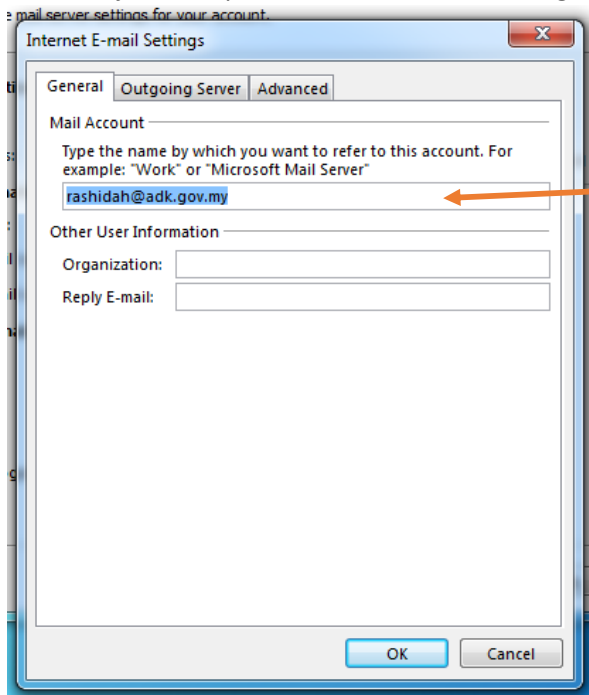 e mail server settings for your account.
Internet E-mail Settings
X
General Outgoing Server Advanced
Mail Account
Type the name by which you want to refer to this account. For
example: "Work" or "Microsoft Mail Server"
rashidah@adk.gov.my
Other User Information
Organization:
Reply E-mail:
OK Cancel